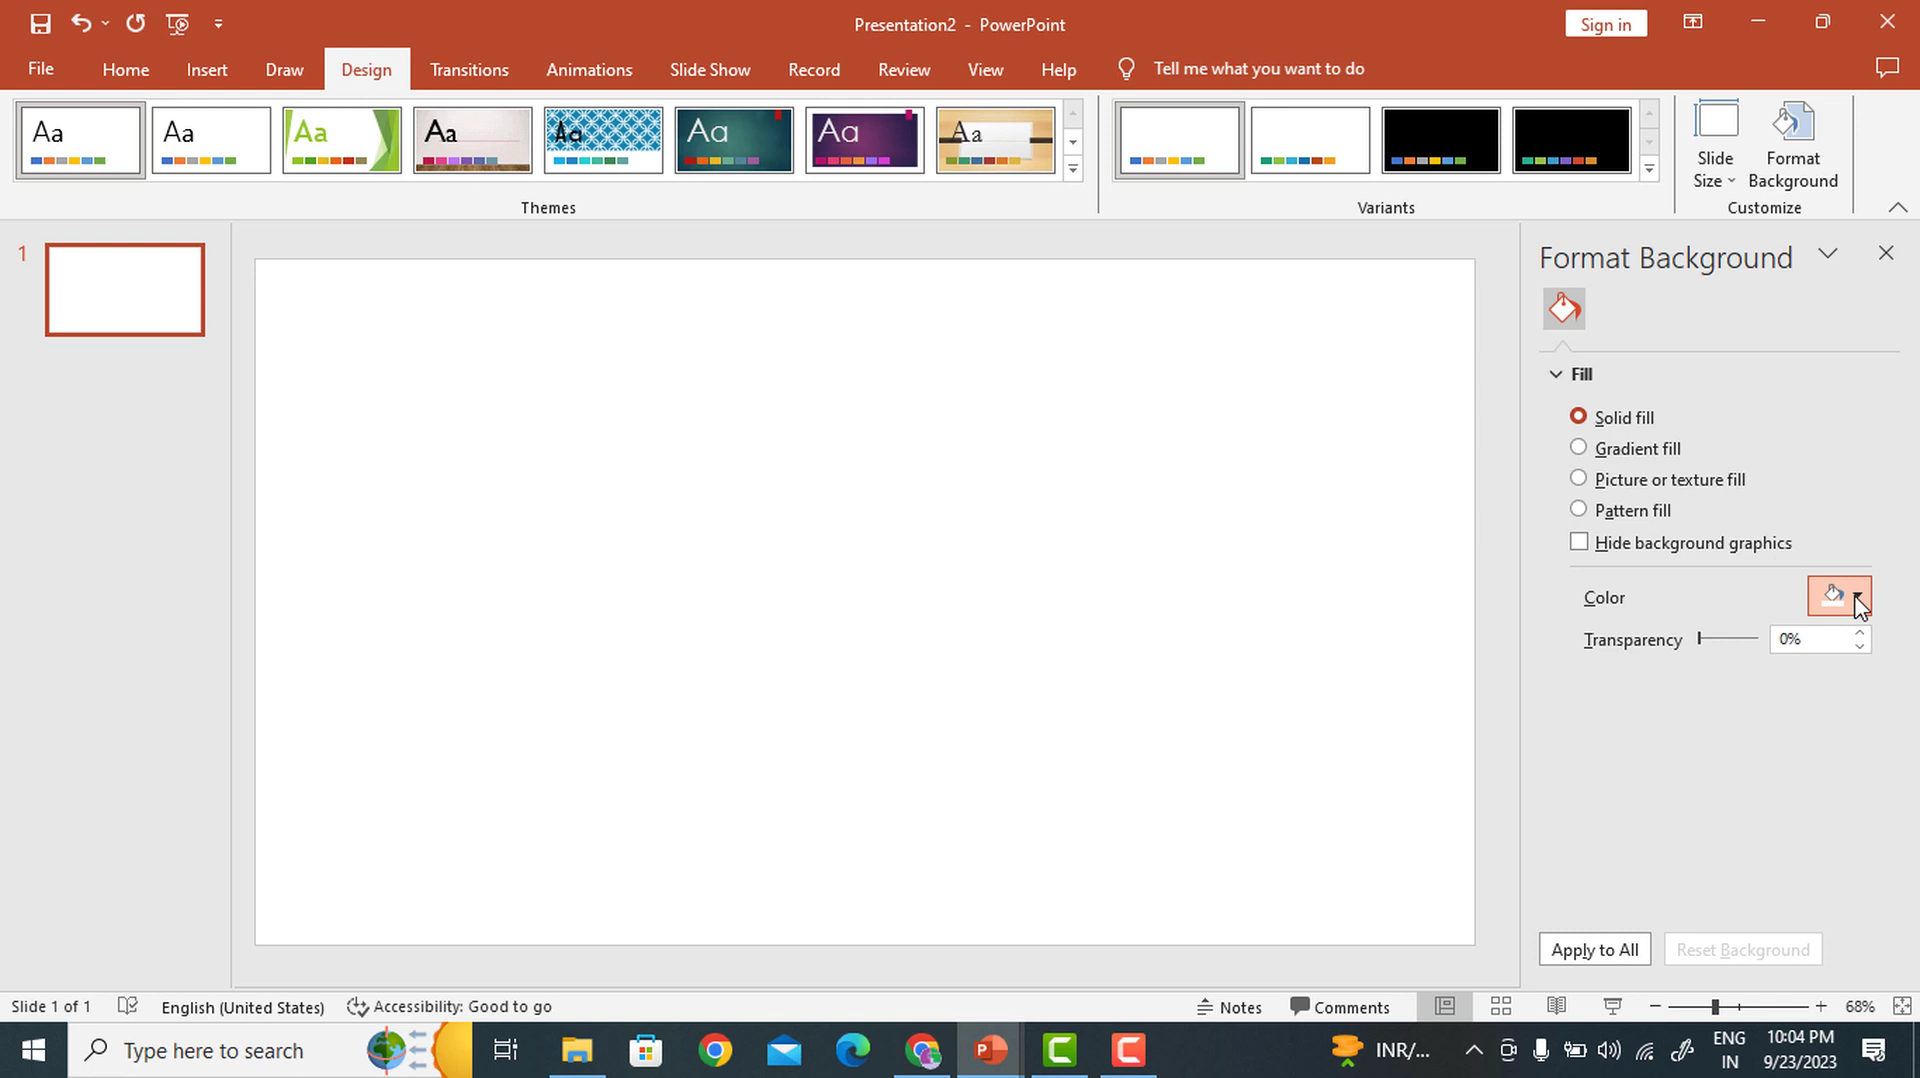 Presentation2 - PowerPoint
Sign in
File Home Insert Draw Design Transitions Animations Slide Show Record Review View Help Tell me what you want to do
Aa Aa Aa Aa Aa Aa Aa Aa
Slide Size
Format Background
Themes Variants Customize
1
Format Background
Fill
Solid fill
Gradient fill
Picture or texture fill
Pattern fill
Hide background graphics
Color
Transparency 0%
Apply to All Reset Background
Slide 1 of 1 English (United States) Accessibility: Good to go Notes Comments 68%
Type here to search INR/... ENG 10:04 PM
IN 9/23/2023